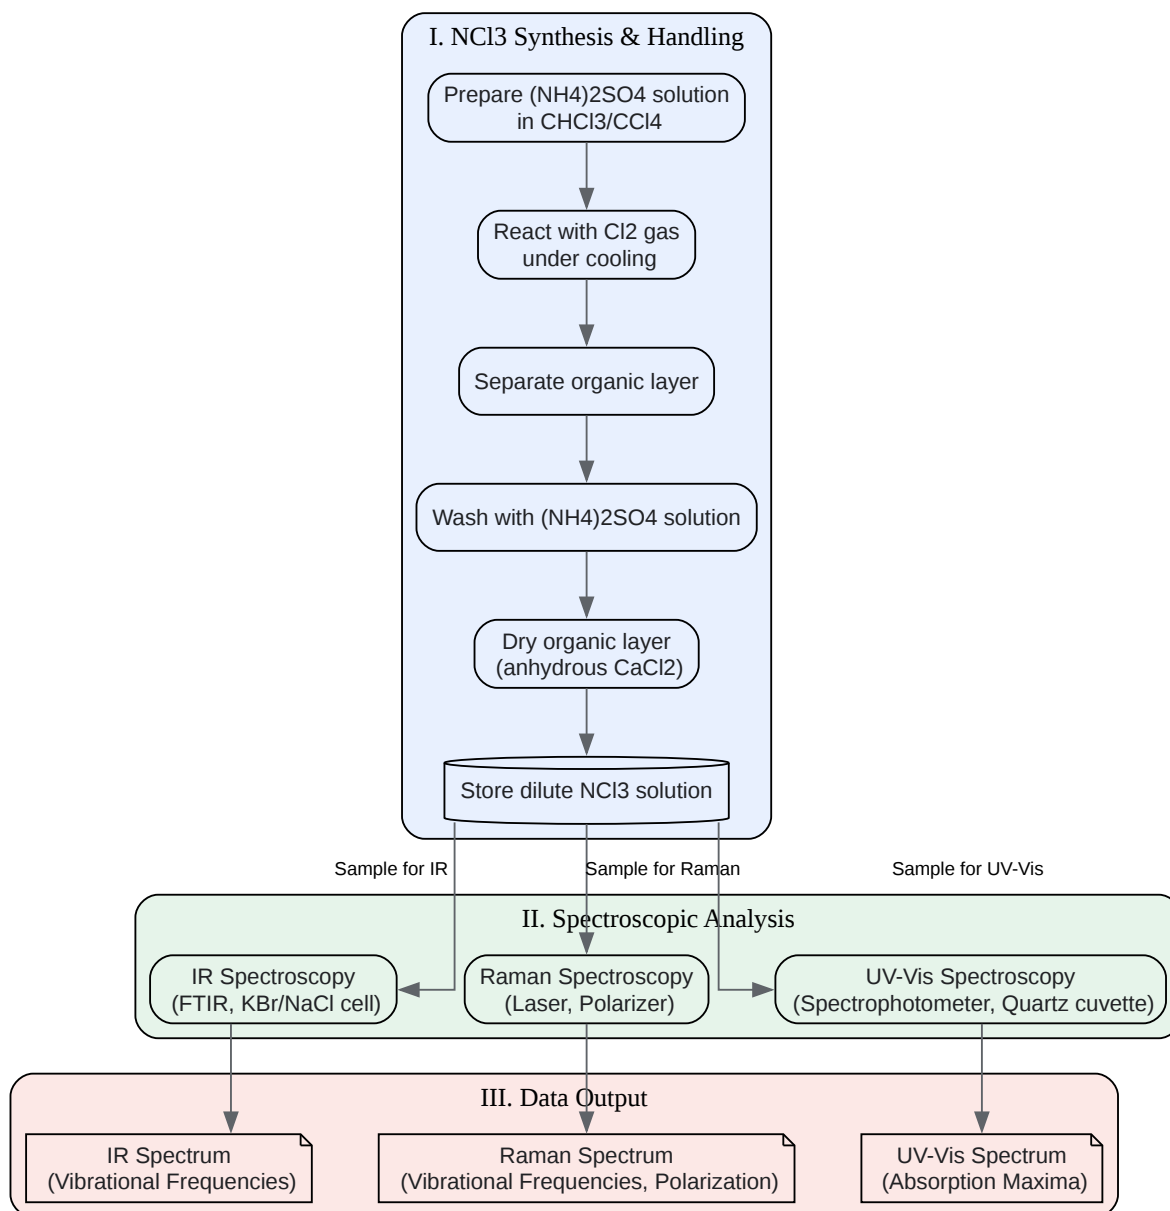 I. NCl3 Synthesis & Handling
Prepare (NH4)2SO4 solution
in CHCl3/CCl4
React with Cl2 gas
under cooling
Separate organic layer
Wash with (NH4)2SO4 solution
Dry organic layer
(anhydrous CaCl2)
Store dilute NCl3 solution
Sample for IR
Sample for Raman
Sample for UV-Vis
II. Spectroscopic Analysis
IR Spectroscopy
(FTIR, KBr/NaCl cell)
Raman Spectroscopy
(Laser, Polarizer)
UV-Vis Spectroscopy
(Spectrophotometer, Quartz cuvette)
III. Data Output
IR Spectrum
(Vibrational Frequencies)
Raman Spectrum
(Vibrational Frequencies, Polarization)
UV-Vis Spectrum
(Absorption Maxima)